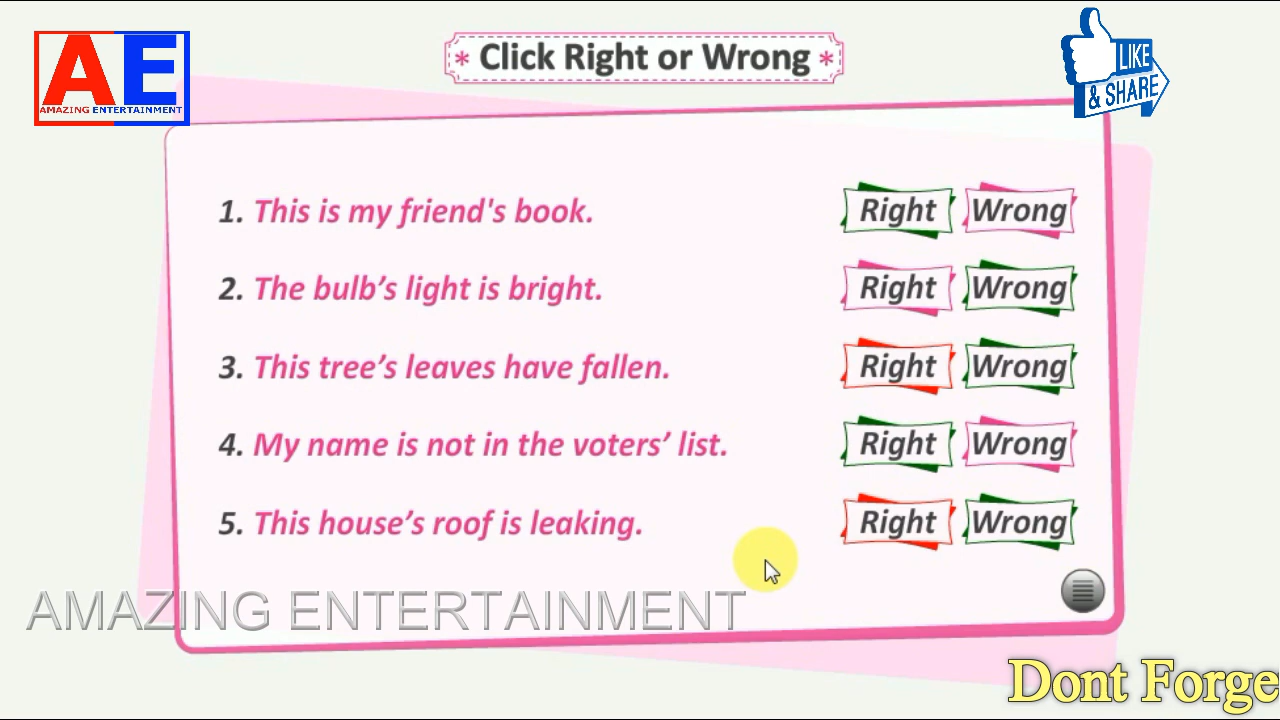 AE
AMAZING ENTERTAINMENT
* Click Right or Wrong *
LIKE
& SHARE
1. This is my friend's book. Right Wrong
2. The bulb’s light is bright. Right Wrong
3. This tree’s leaves have fallen. Right Wrong
4. My name is not in the voters’ list. Right Wrong
5. This house’s roof is leaking. Right Wrong
AMAZING ENTERTAINMENT
Dont Forge